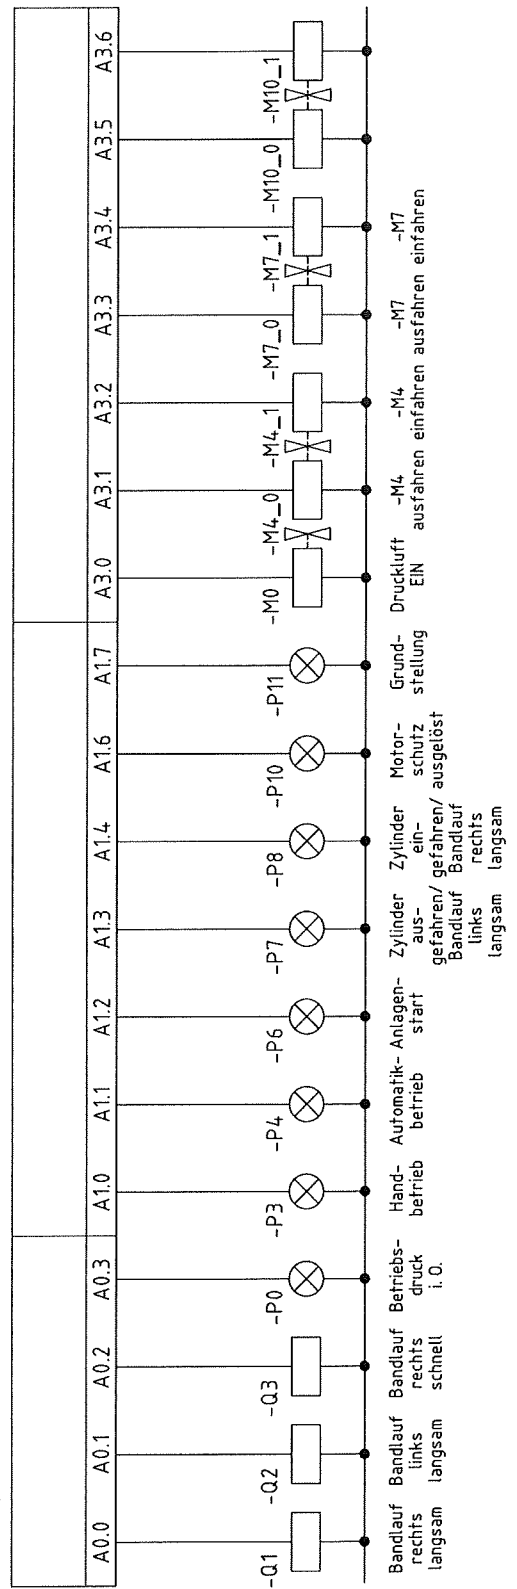 A0.0 A0.1 A0.2 A0.3 A1.0 A1.1 A1.2 A1.3 A1.4 A1.6 A1.7 A3.0 A3.1 A3.2 A3.3 A3.4 A3.5 A3.6
-Q1 -Q2 -Q3 -P0 -P3 -P4 -P6 -P7 -P8 -P10 -P11 -M0 -M4_0 -M4_1 -M7_0 -M7_1 -M10_0 -M10_1
Bandlauf
rechts
langsam
Bandlauf
links
langsam
Bandlauf
rechts
schnell
Betriebs-
druck
i. O.
Hand-
betrieb
Automatik-
betrieb
Anlagen-
start
Zylinder
aus-
gefahren/
Bandlauf
links
langsam
Zylinder
ein-
gefahren/
Bandlauf
rechts
langsam
Motor-
schutz
ausgelöst
Grund-
stellung
Druckluft
EIN
-M4
ausfahren
-M4
einfahren
-M7
ausfahren
-M7
einfahren